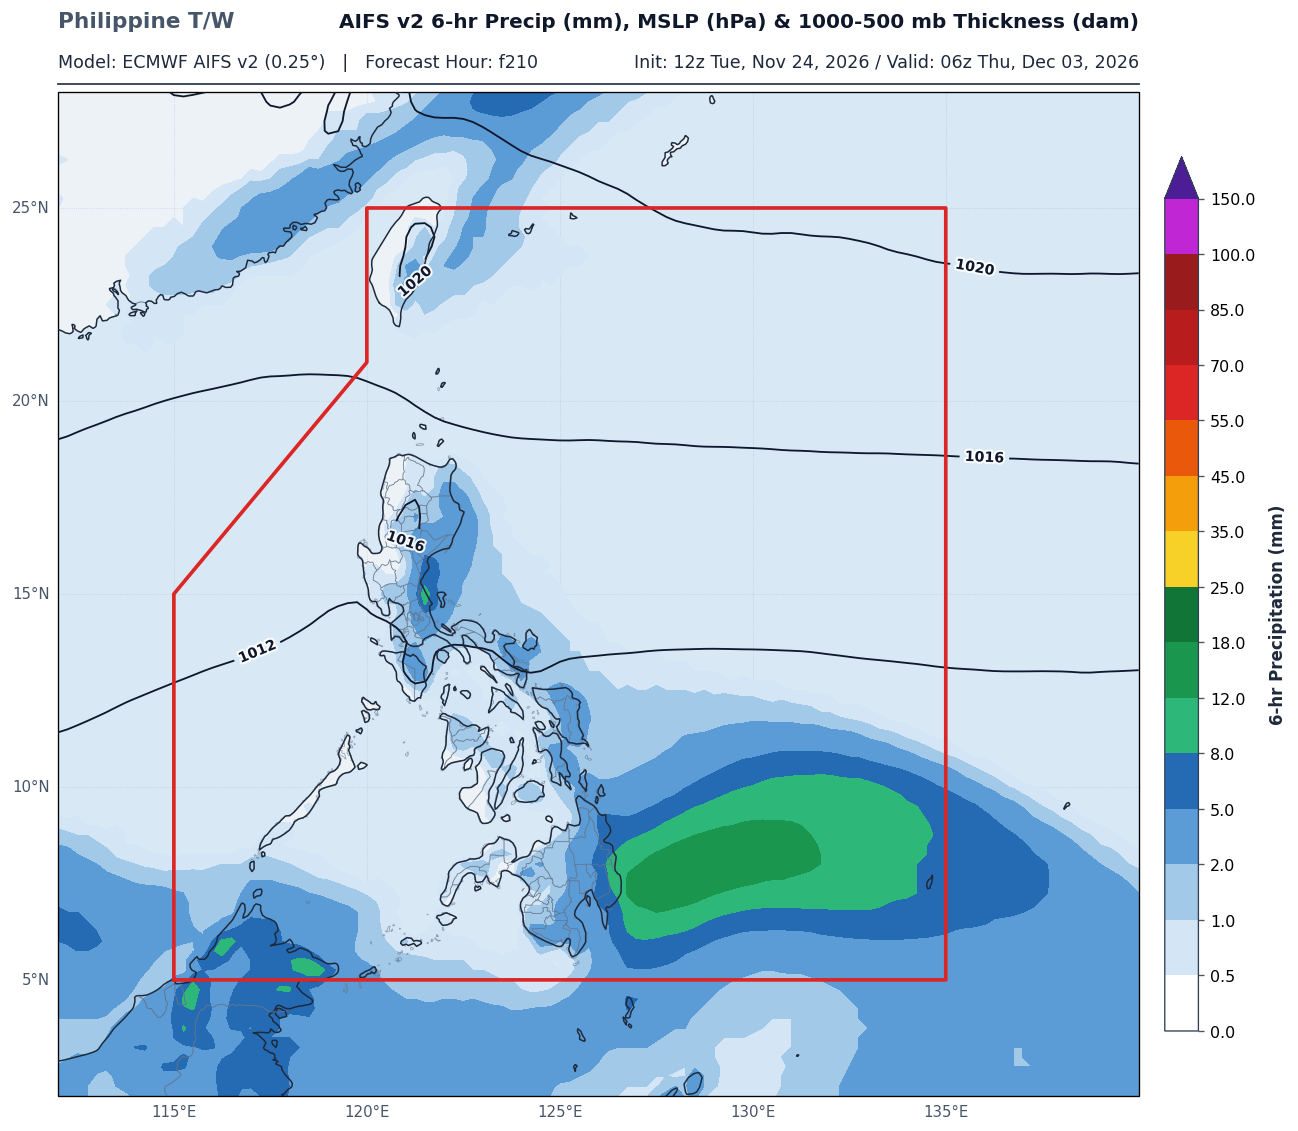 Philippine T/W
AIFS v2 6-hr Precip (mm), MSLP (hPa) & 1000-500 mb Thickness (dam)
Model: ECMWF AIFS v2 (0.25°) | Forecast Hour: f210
Init: 12z Tue, Nov 24, 2026 / Valid: 06z Thu, Dec 03, 2026
25°N
20°N
15°N
10°N
5°N
115°E
120°E
125°E
130°E
135°E
1020
1020
1016
1016
1012
150.0
100.0
85.0
70.0
55.0
45.0
35.0
25.0
18.0
12.0
8.0
5.0
2.0
1.0
0.5
0.0
6-hr Precipitation (mm)